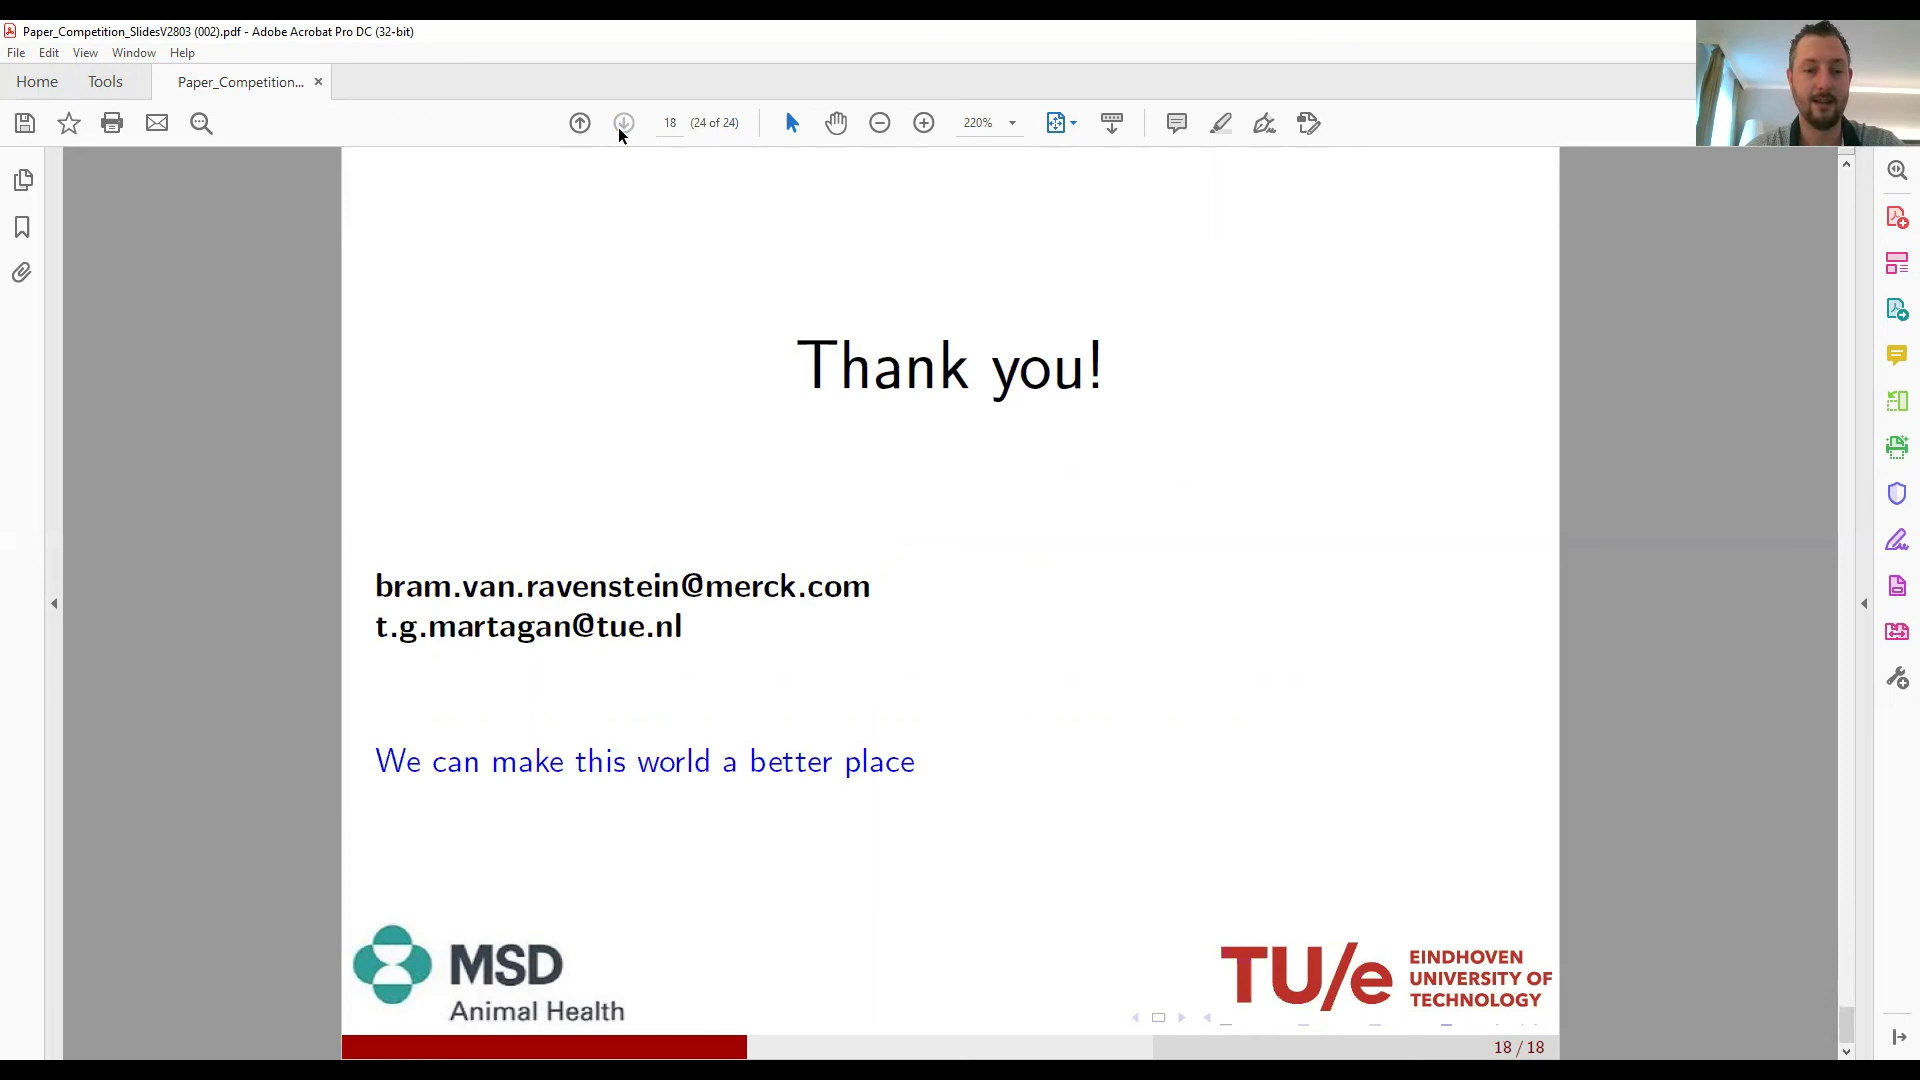 Paper_Competition_SlidesV2803 (002).pdf - Adobe Acrobat Pro DC (32-bit)
File Edit View Window Help
Home Tools Paper_Competition... ×
18 (24 of 24) 220%
Thank you!
bram.van.ravenstein@merck.com
t.g.martagan@tue.nl
We can make this world a better place
MSD
Animal Health
TU/e
EINDHOVEN
UNIVERSITY OF
TECHNOLOGY
18 / 18